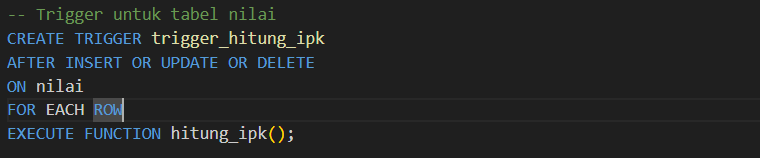 -- Trigger untuk tabel nilai
CREATE TRIGGER trigger_hitung_ipk
AFTER INSERT OR UPDATE OR DELETE
ON nilai
FOR EACH ROW
EXECUTE FUNCTION hitung_ipk();